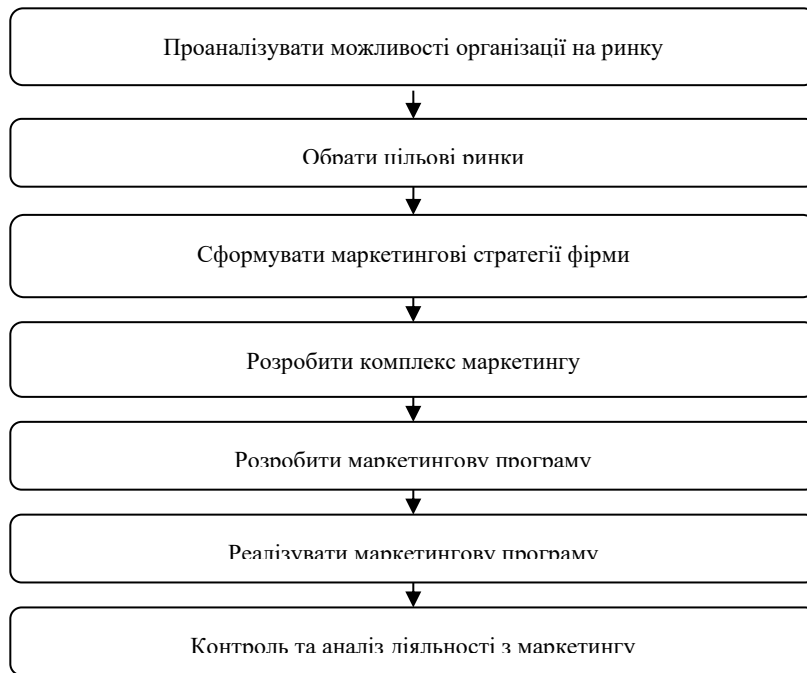 Проаналізувати можливості організації на ринку
Обрати цільові ринки
Сформувати маркетингові стратегії фірми
Розробити комплекс маркетингу
Розробити маркетингову програму
Реалізувати маркетингову програму
Контроль та аналіз діяльності з маркетингу